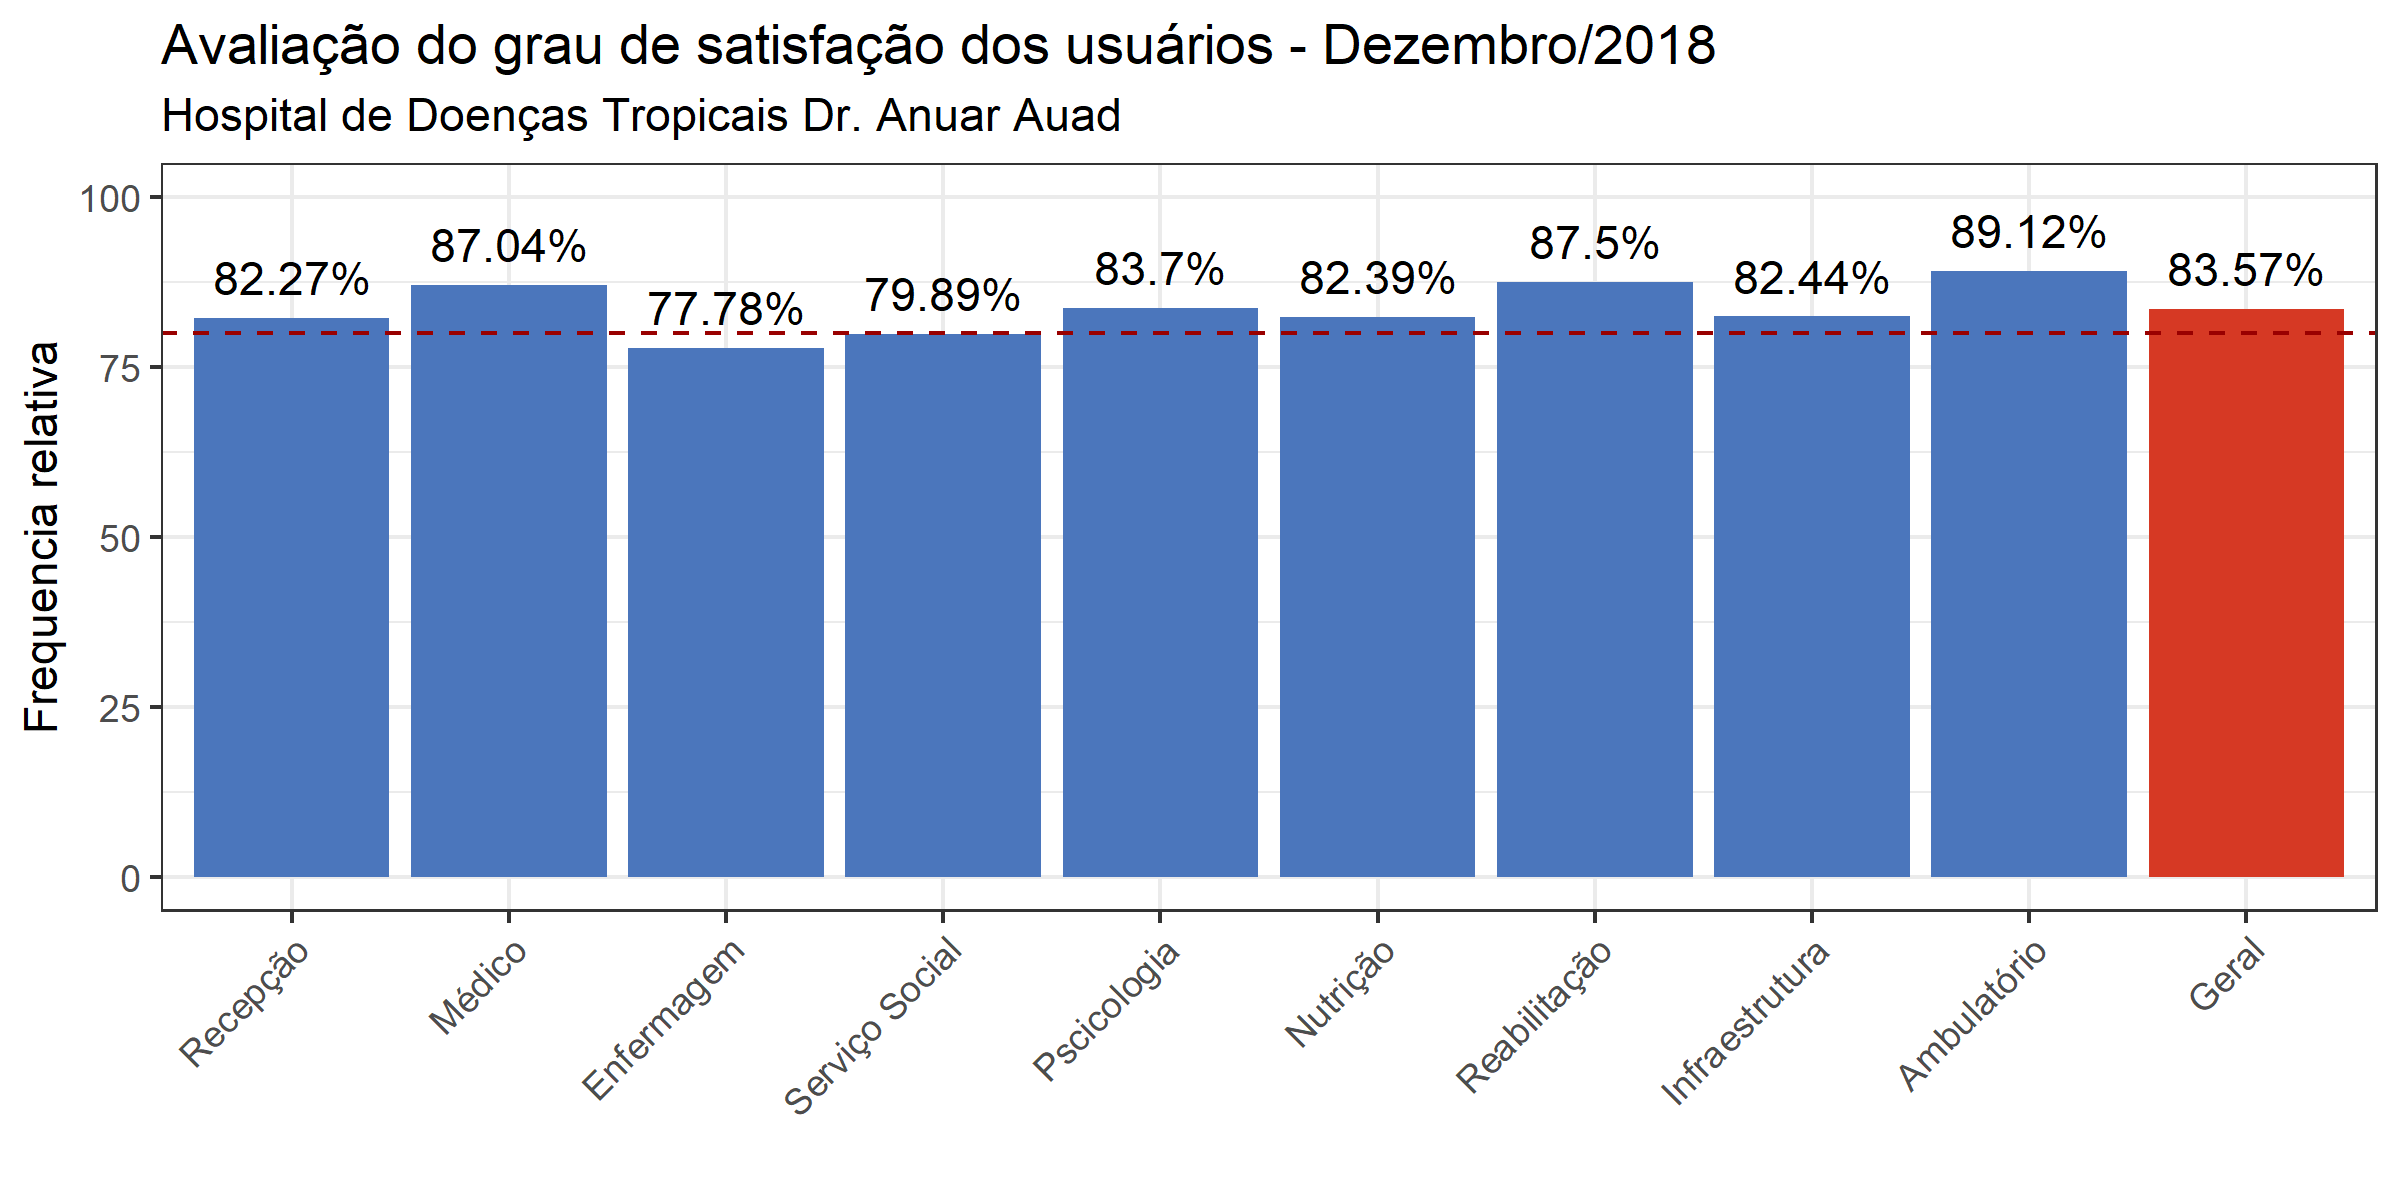 Avaliação do grau de satisfação dos usuários - Dezembro/2018
Hospital de Doenças Tropicais Dr. Anuar Auad
Frequencia relativa
100
75
50
25
0
82.27%
87.04%
77.78%
79.89%
83.7%
82.39%
87.5%
82.44%
89.12%
83.57%
Recepção
Médico
Enfermagem
Serviço Social
Pscicologia
Nutrição
Reabilitação
Infraestrutura
Ambulatório
Geral